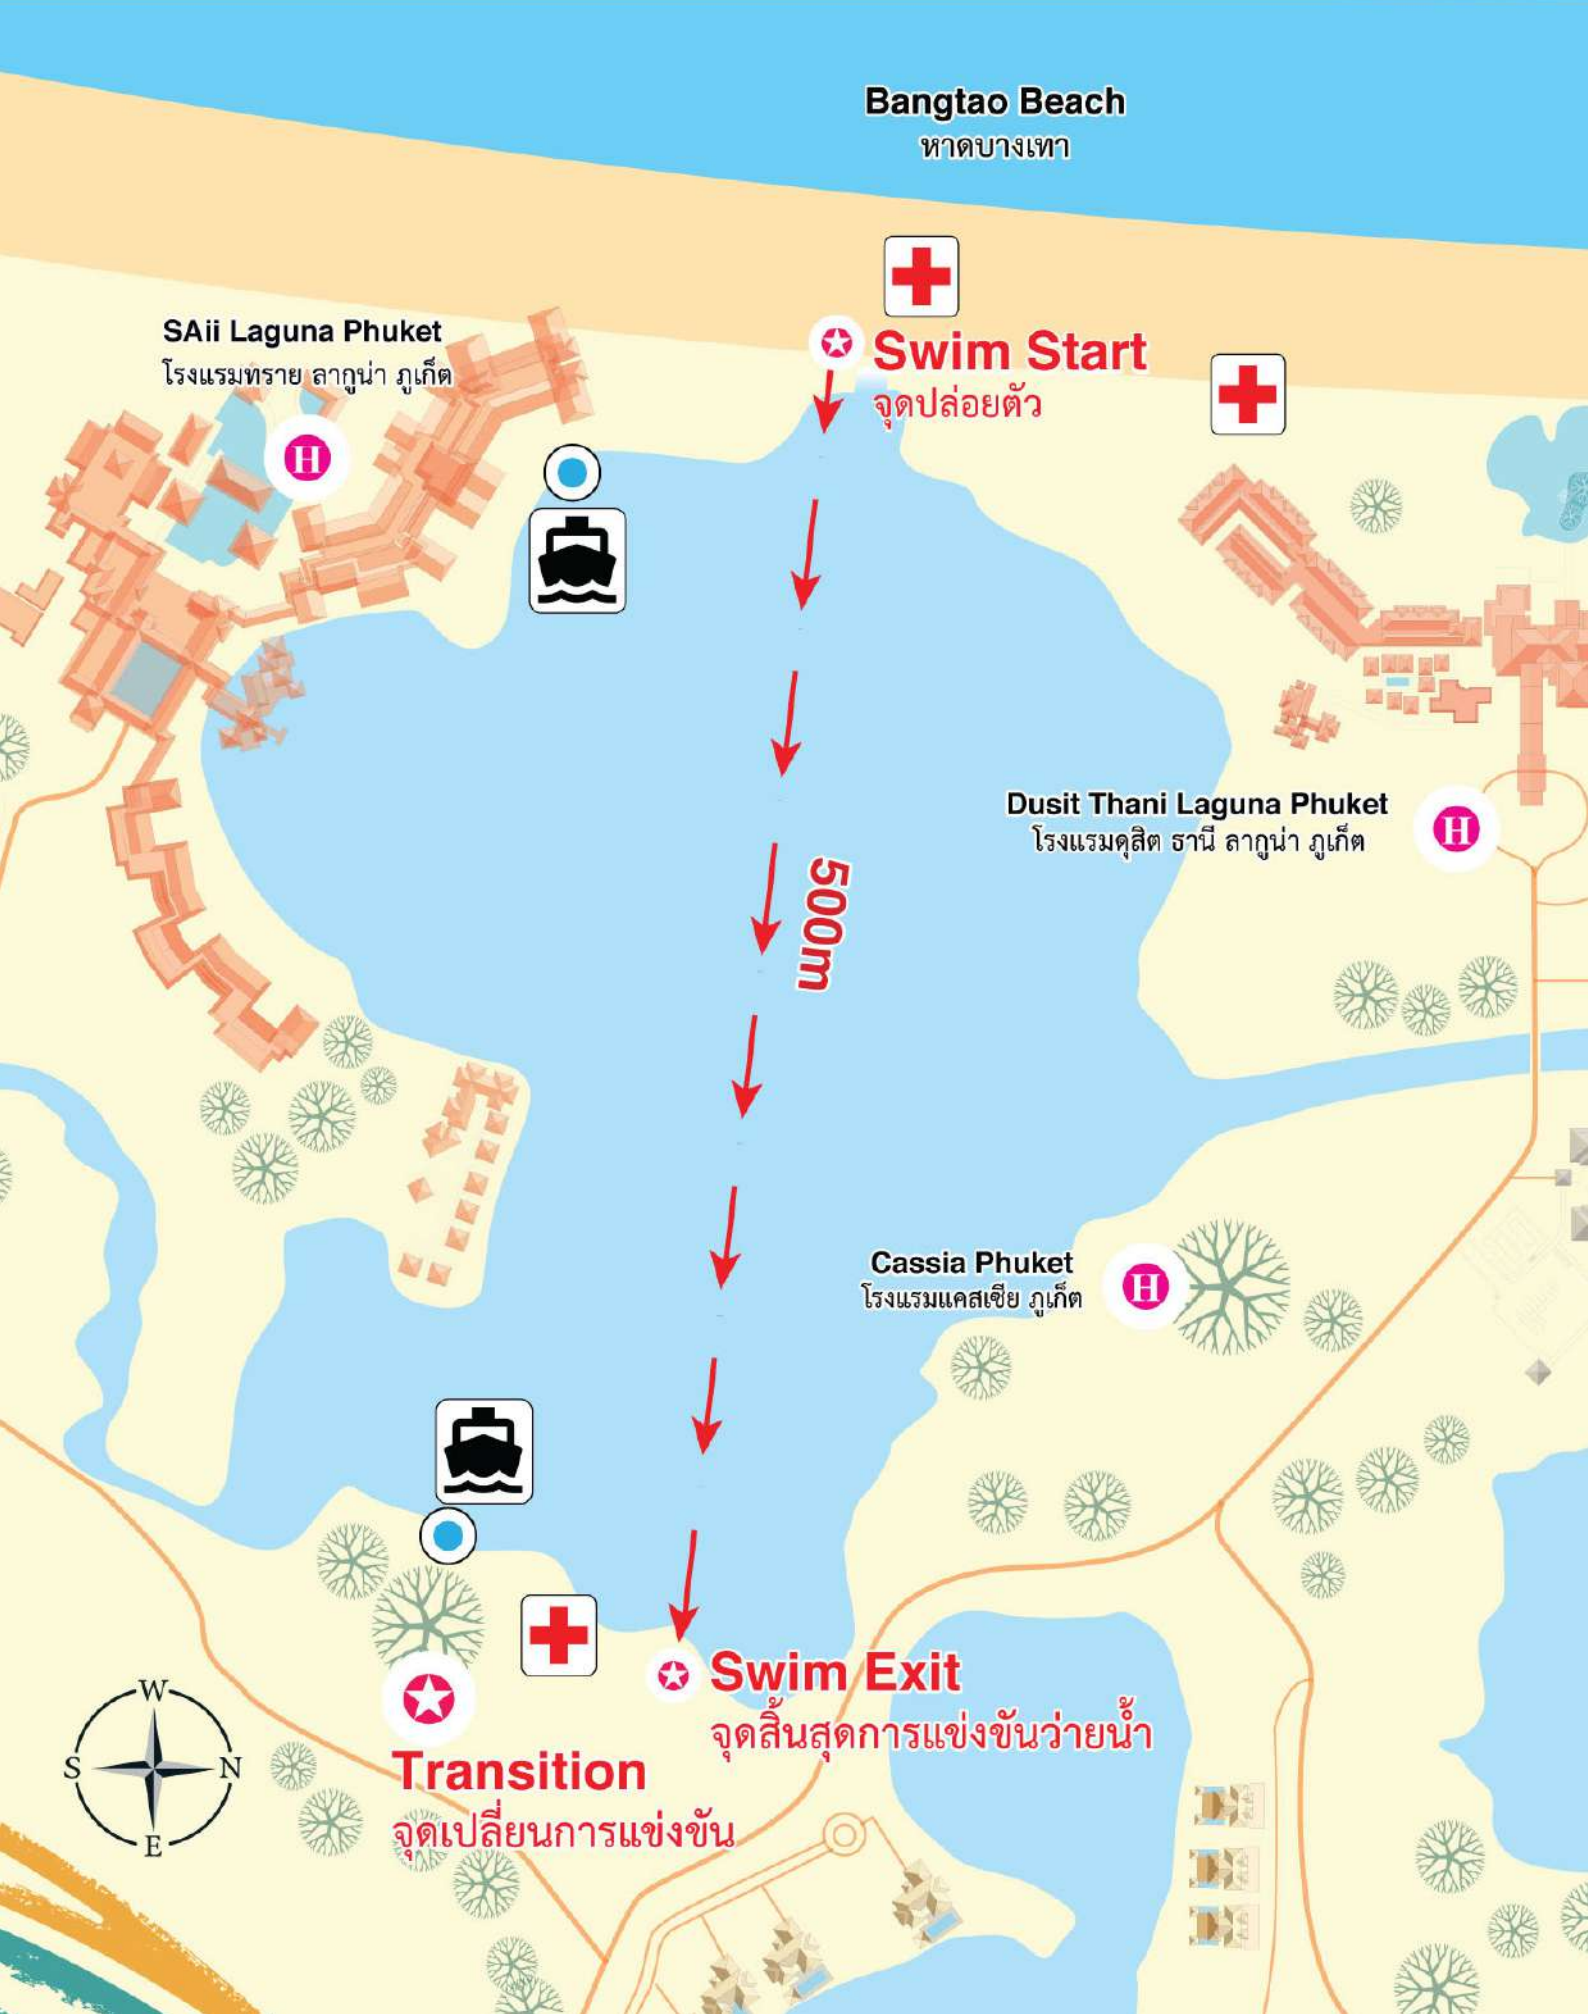 Bangtao Beach
หาดบางเทา
SAii Laguna Phuket
โรงแรมทราย ลากูน่า ภูเก็ต
H
Swim Start
จุดปล่อยตัว
500m
Dusit Thani Laguna Phuket
โรงแรมดุสิต ธานี ลากูน่า ภูเก็ต
H
Cassia Phuket
โรงแรมแคสเซีย ภูเก็ต
H
Swim Exit
จุดสิ้นสุดการแข่งขันว่ายน้ำ
Transition
จุดเปลี่ยนการแข่งขัน
W
S
N
E